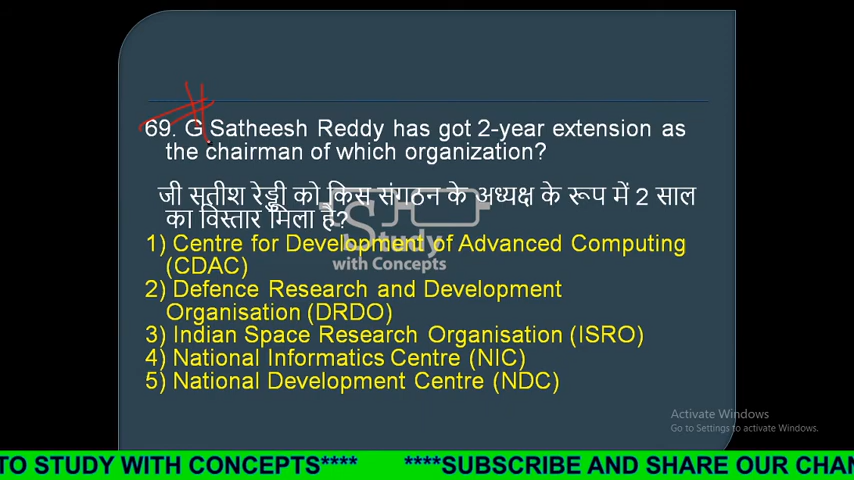 69. G Satheesh Reddy has got 2-year extension as
the chairman of which organization?
जी सतीश रेड्डी को किस संगठन के अध्यक्ष के रूप में 2 साल
का विस्तार मिला है?
1) Centre for Development of Advanced Computing
(CDAC)
2) Defence Research and Development
Organisation (DRDO)
3) Indian Space Research Organisation (ISRO)
4) National Informatics Centre (NIC)
5) National Development Centre (NDC)
Study
with Concepts
Activate Windows
Go to Settings to activate Windows.
TO STUDY WITH CONCEPTS**** ****SUBSCRIBE AND SHARE OUR CHAN